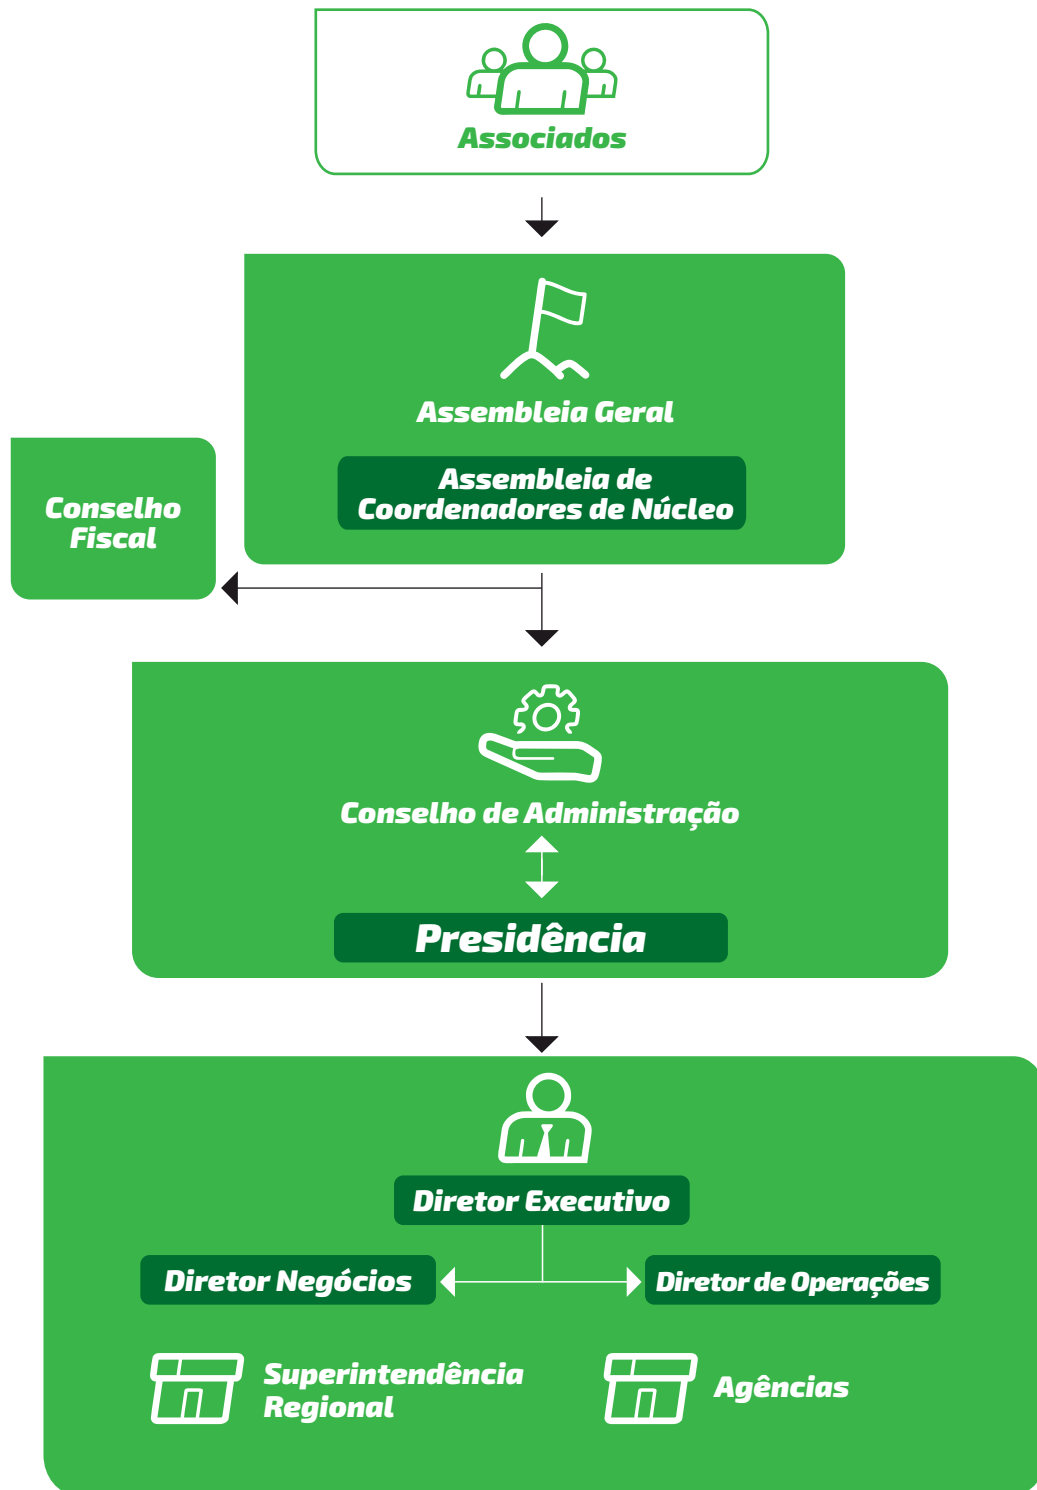 Associados
Assembleia Geral
Assembleia de
Coordenadores de Núcleo
Conselho
Fiscal
Conselho de Administração
Presidência
Diretor Executivo
Diretor Negócios
Diretor de Operações
Superintendência
Regional
Agências